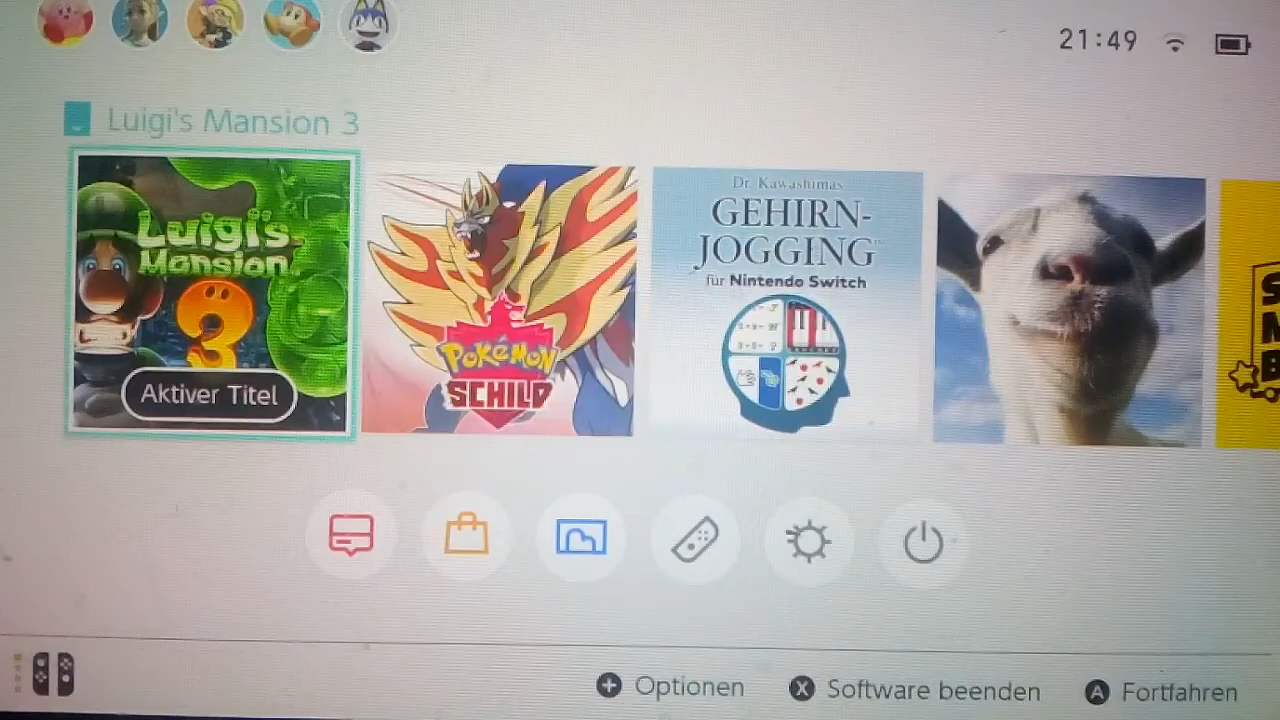 21:49
Luigi's Mansion 3
Luigi's
Mansion
3
Aktiver Titel
POKÉMON
SCHILD
Dr. Kawashimas
GEHIRN-
JOGGING™
für Nintendo Switch
Optionen
Software beenden
Fortfahren